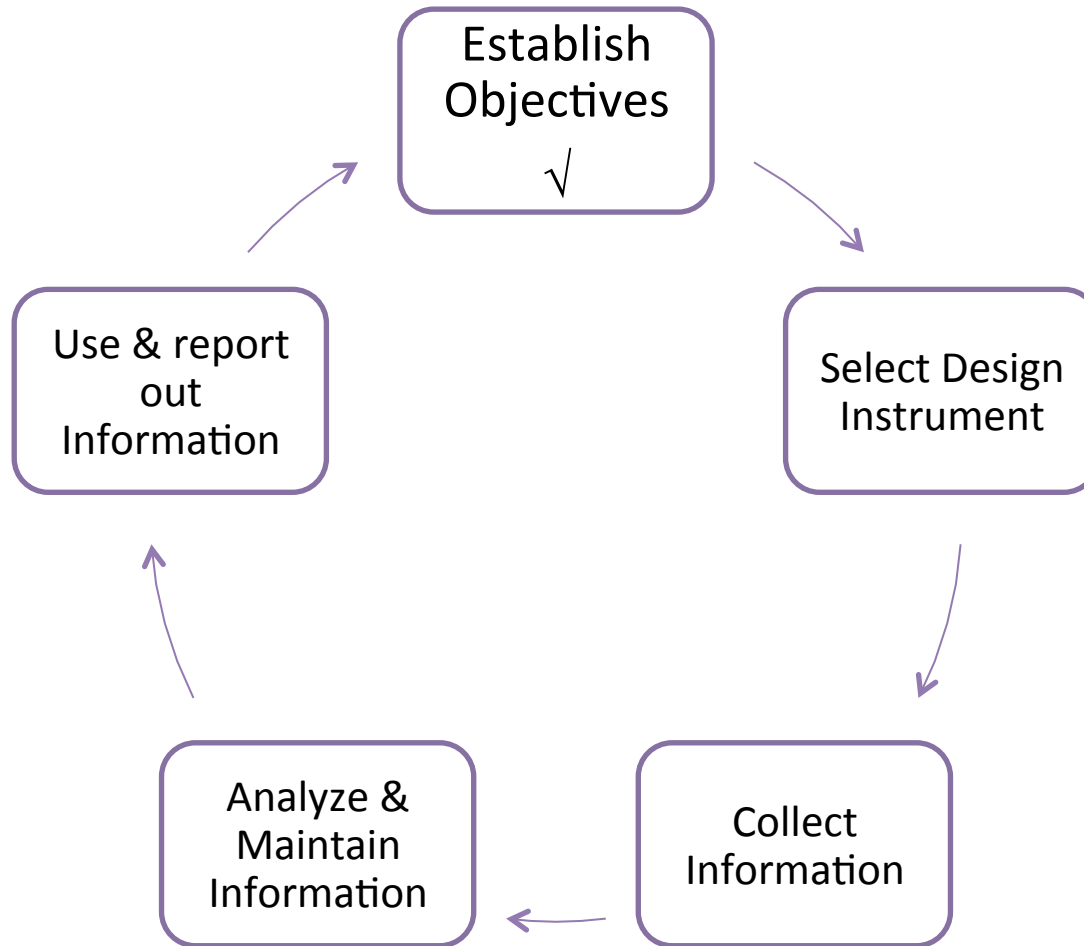 Establish
Objectives
√
Select Design
Instrument
Collect
Information
Analyze &
Maintain
Information
Use & report
out
Information